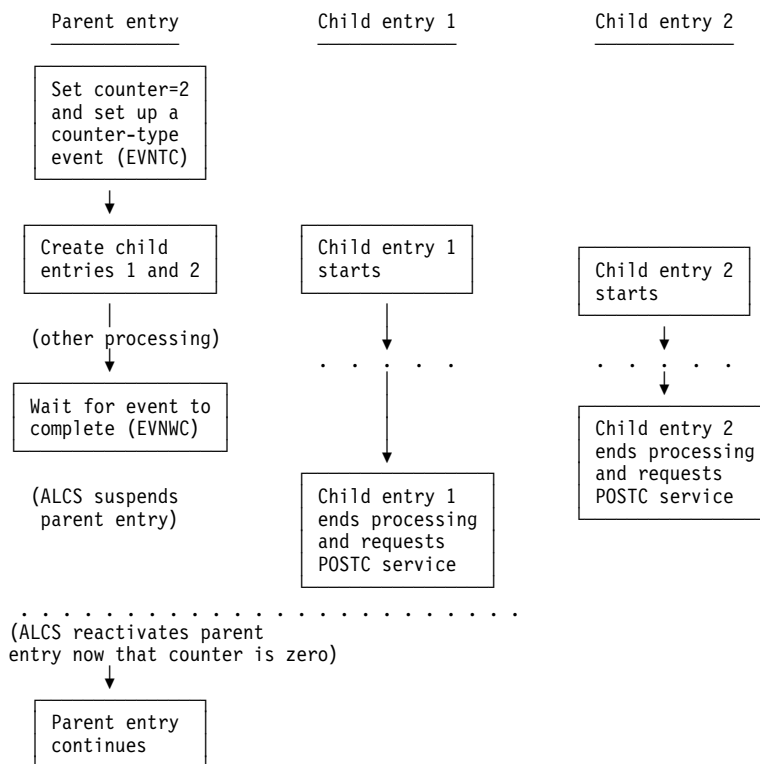 Parent entry
Child entry 1
Child entry 2
Set counter=2
and set up a
counter-type
event (EVNTC)
Create child
entries 1 and 2
Child entry 1
starts
Child entry 2
starts
(other processing)
. . . . .
. . . . .
Wait for event to
complete (EVNWC)
Child entry 2
ends processing
and requests
POSTC service
(ALCS suspends
parent entry)
Child entry 1
ends processing
and requests
POSTC service
. . . . . . . . . . . . . . . . . . . . . . . .
(ALCS reactivates parent
entry now that counter is zero)
Parent entry
continues